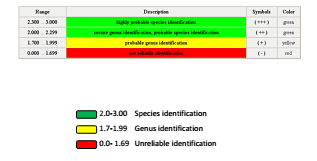 Range Description Symbols Color
2.300 ... 3.000 highly probable species identification (+++) green
2.000 ... 2.299 secure genus identification, probable species identification (++) green
1.700 ... 1.999 probable genus identification (+) yellow
0.000 ... 1.699 not reliable identification (-) red
2.0-3.00 Species identification
1.7-1.99 Genus identification
0.0- 1.69 Unreliable identification